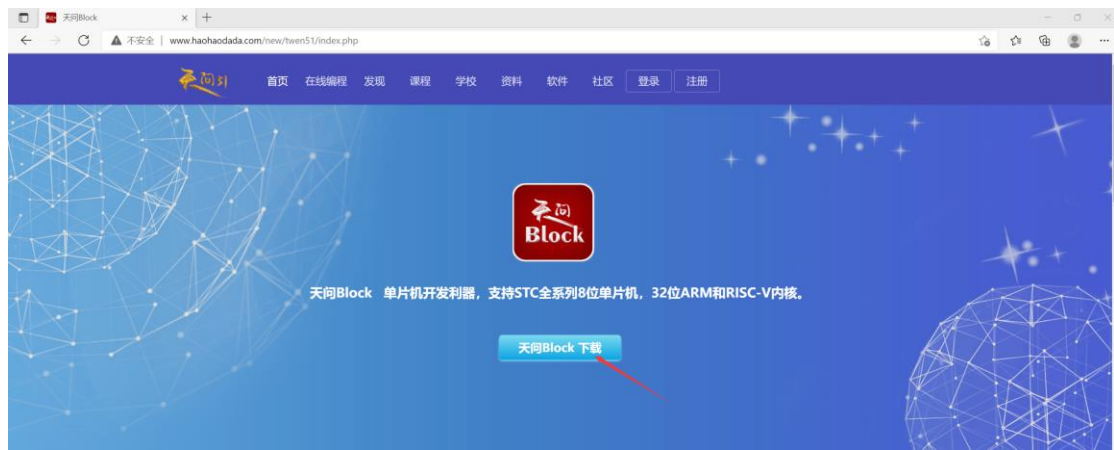 天问Block
不安全 | www.haohaodada.com/new/twen51/index.php
天问51 首页 在线编程 发现 课程 学校 资料 软件 社区 登录 注册
天问
Block
天问Block 单片机开发利器，支持STC全系列8位单片机，32位ARM和RISC-V内核。
天问Block 下载